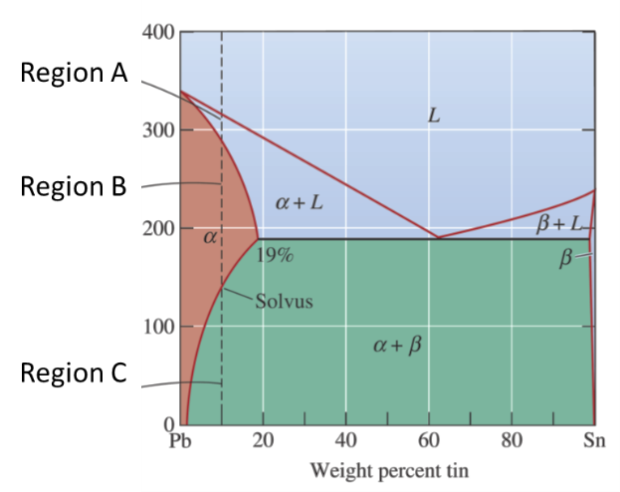 400
Region A
L
300
Region B
α + L
200
α
β + L
19%
β
Solvus
100
α + β
Region C
0
Pb
20
40
60
80
Sn
Weight percent tin